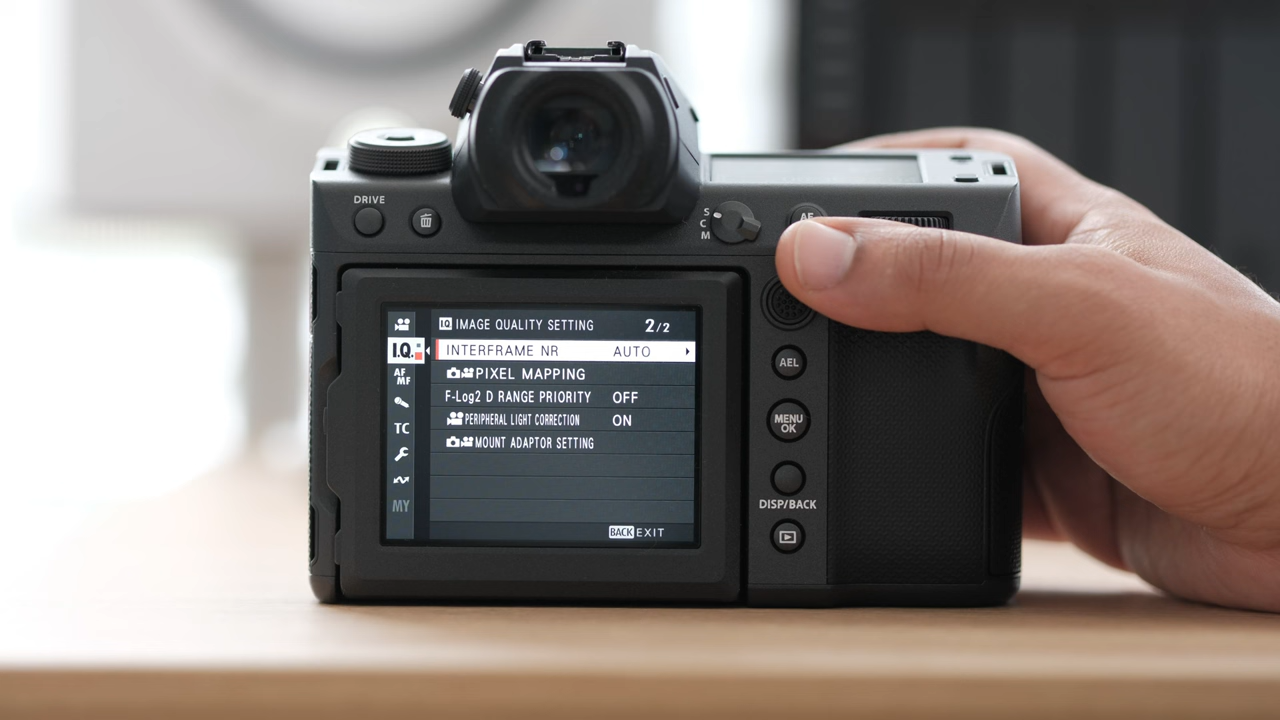 DRIVE
S
C
M
AF
I.Q. IMAGE QUALITY SETTING 2/2
I.Q.
INTERFRAME NR AUTO
AF
MF
PIXEL MAPPING
F-Log2 D RANGE PRIORITY OFF
PERIPHERAL LIGHT CORRECTION ON
TC
MOUNT ADAPTOR SETTING
MY
BACK EXIT
AEL
MENU
OK
DISP/BACK